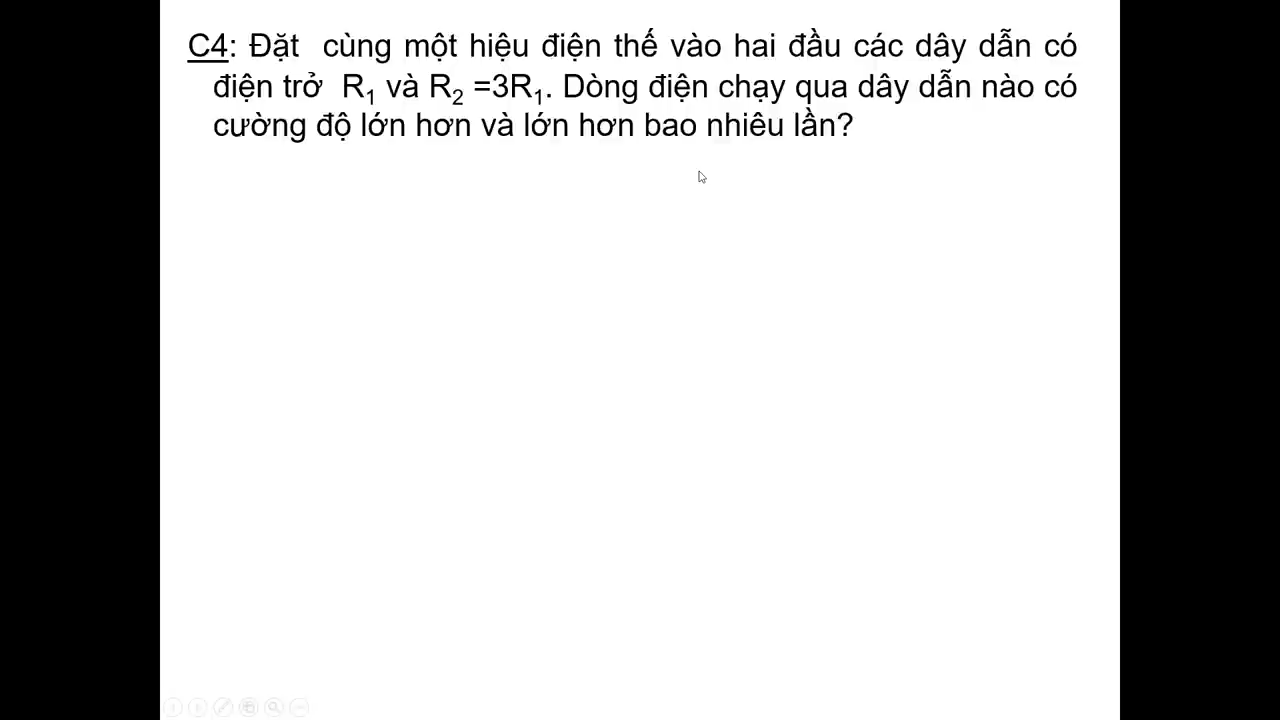 C4: Đặt cùng một hiệu điện thế vào hai đầu các dây dẫn có
điện trở R₁ và R₂ =3R₁. Dòng điện chạy qua dây dẫn nào có
cường độ lớn hơn và lớn hơn bao nhiêu lần?